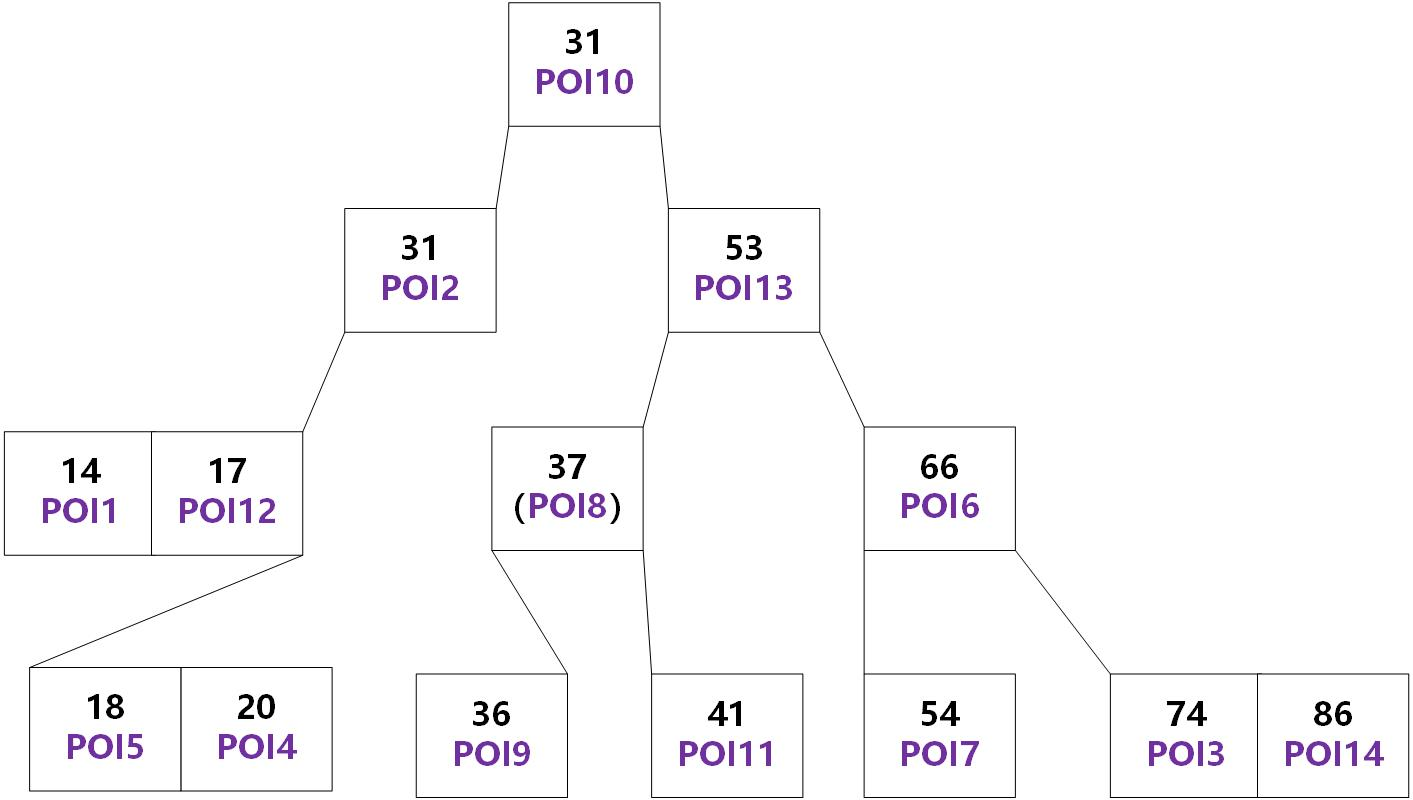 31
POI10
31
POI2
53
POI13
14
POI1
17
POI12
37
(POI8)
66
POI6
18
POI5
20
POI4
36
POI9
41
POI11
54
POI7
74
POI3
86
POI14